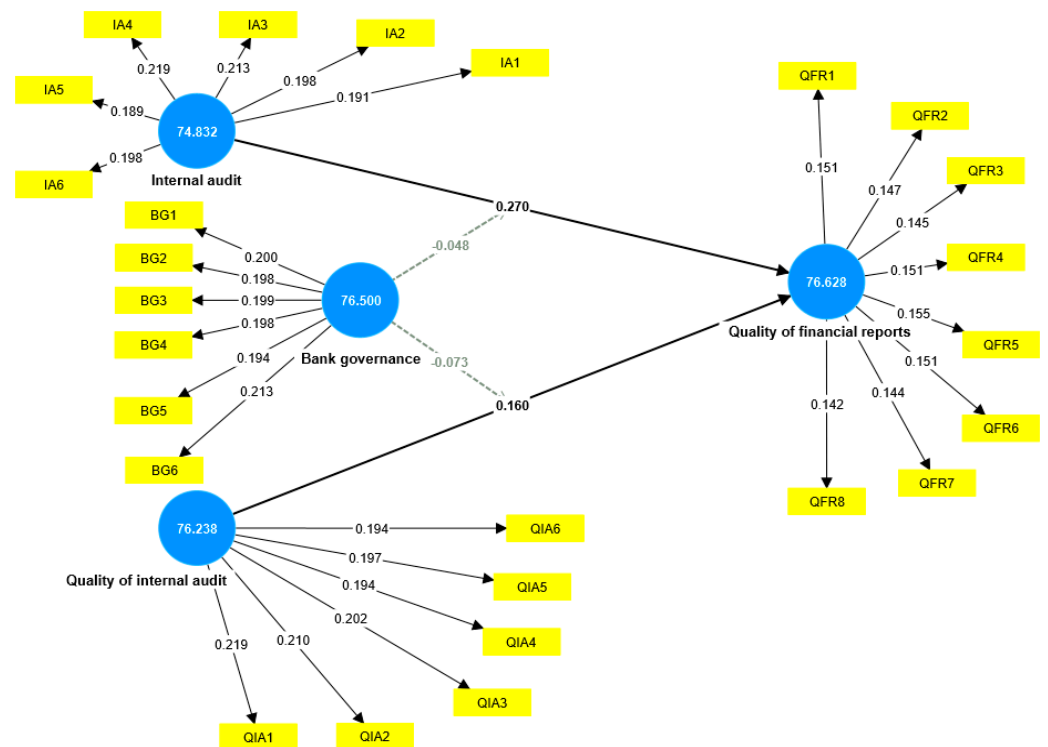 IA4
IA3
IA2
IA1
IA5
IA6
0.219
0.213
0.198
0.191
0.189
0.198
74.832
Internal audit
BG1
BG2
BG3
BG4
BG5
BG6
0.200
0.198
0.199
0.198
0.194
0.213
76.500
Bank governance
-0.048
-0.073
0.270
0.160
QFR1
QFR2
QFR3
QFR4
QFR5
QFR6
QFR7
QFR8
0.151
0.147
0.145
0.151
0.155
0.151
0.144
0.142
76.628
Quality of financial reports
76.238
Quality of internal audit
0.194
0.197
0.194
0.202
0.210
0.219
QIA6
QIA5
QIA4
QIA3
QIA2
QIA1